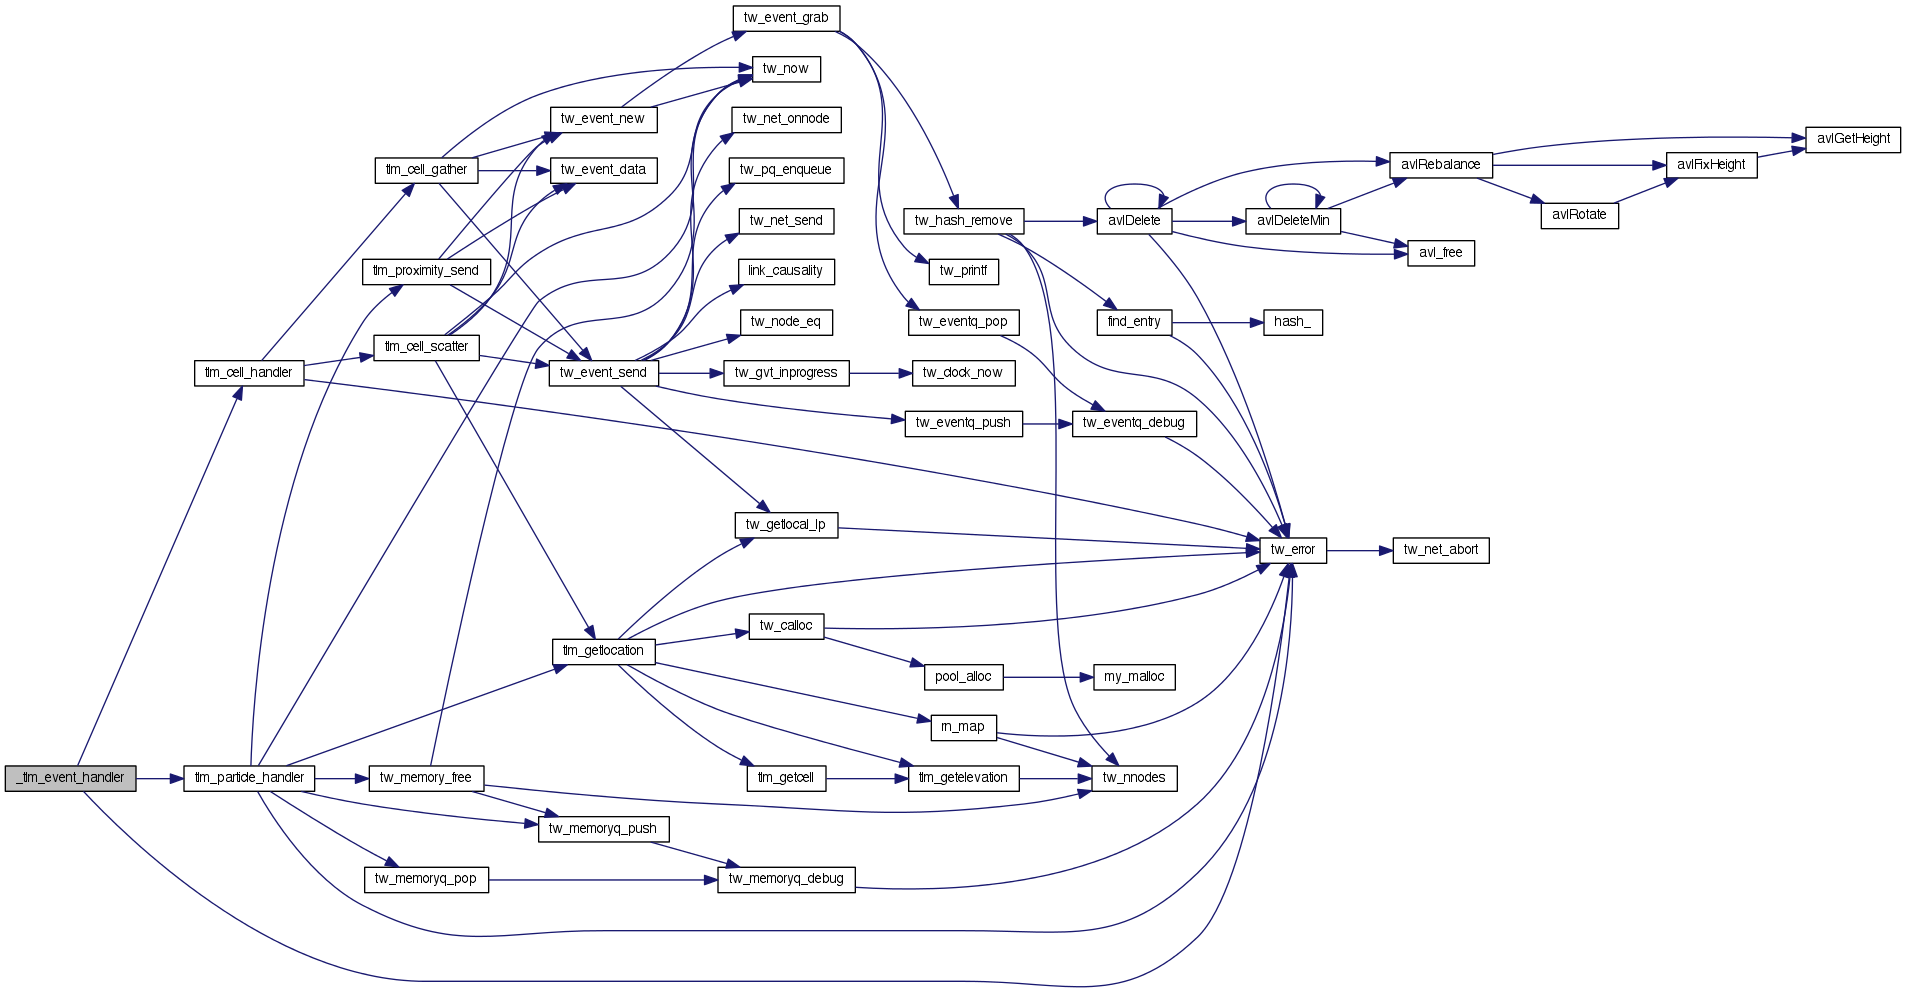 tw_event_grab
tw_now
tw_event_new
tw_net_onnode
avlGetHeight
tlm_cell_gather
tw_event_data
tw_pq_enqueue
avlRebalance
avlFixHeight
tw_net_send
tw_hash_remove
avlDelete
avlDeleteMin
avlRotate
tlm_proximity_send
link_causality
tw_printf
avl_free
tlm_cell_scatter
tw_node_eq
tw_eventq_pop
find_entry
hash_
tlm_cell_handler
tw_event_send
tw_gvt_inprogress
tw_clock_now
tw_eventq_push
tw_eventq_debug
tw_getlocal_lp
tw_error
tw_net_abort
tlm_getlocation
tw_calloc
pool_alloc
my_malloc
rn_map
_tlm_event_handler
tlm_particle_handler
tw_memory_free
tlm_getcell
tlm_getelevation
tw_nnodes
tw_memoryq_push
tw_memoryq_pop
tw_memoryq_debug